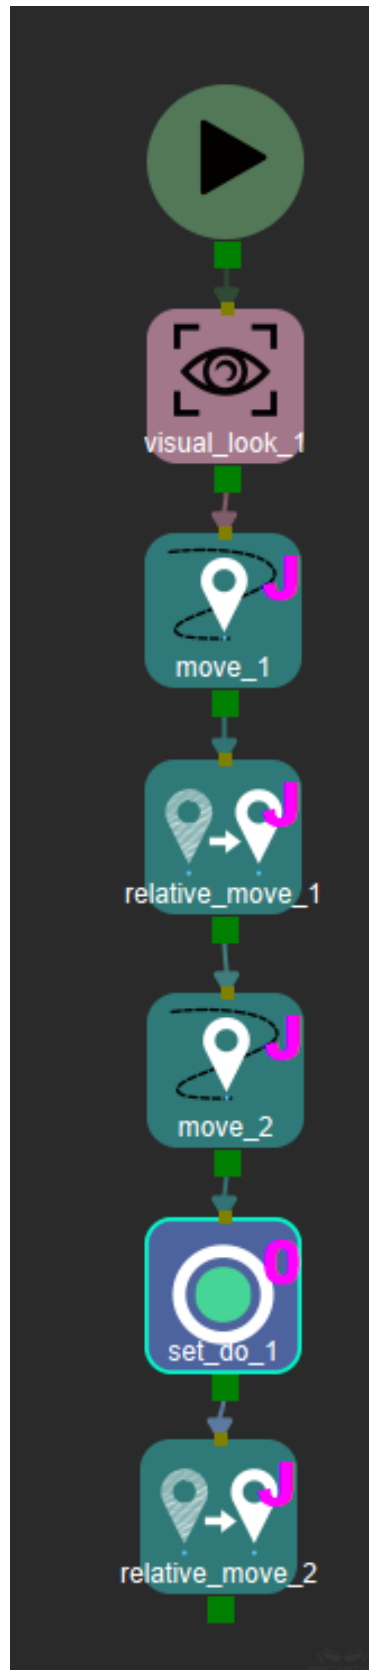 visual_look_1
J
move_1
J
relative_move_1
J
move_2
O
set_do_1
J
relative_move_2